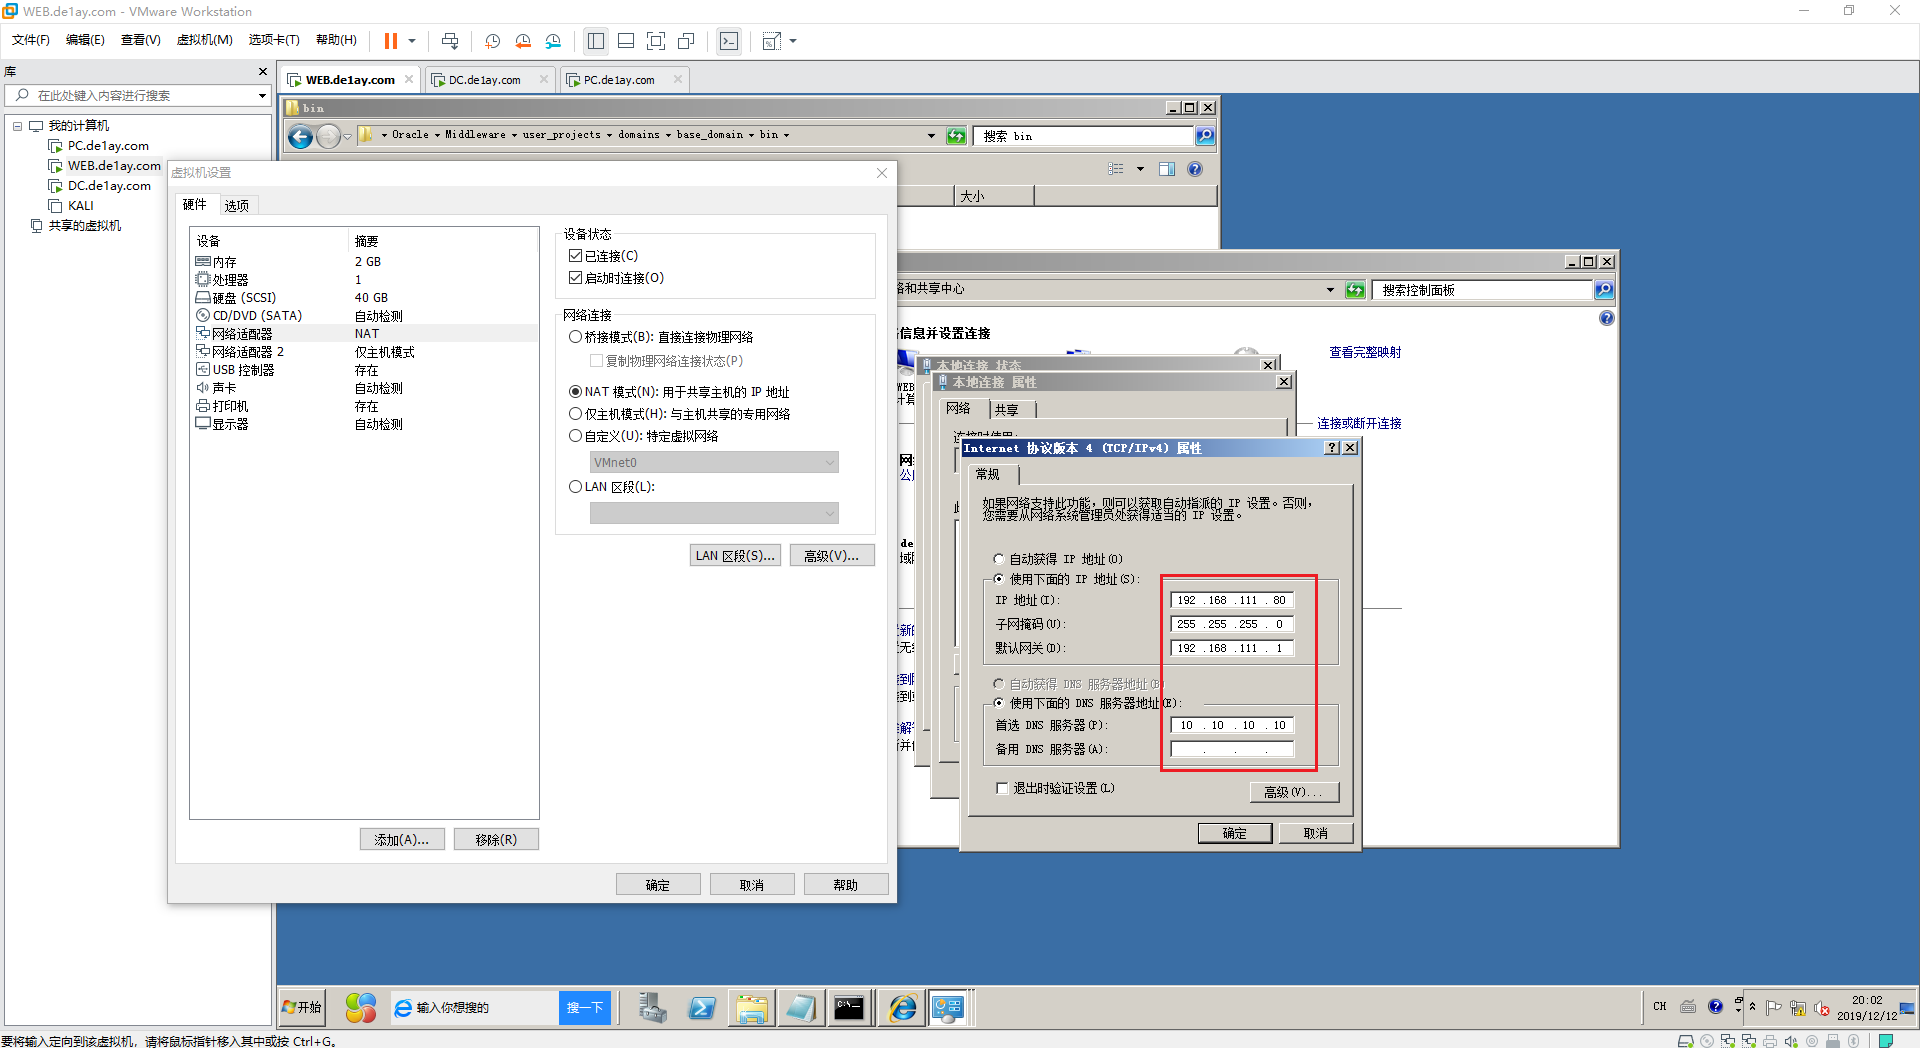 WEB.de1ay.com - VMware Workstation
文件(F) 编辑(E) 查看(V) 虚拟机(M) 选项卡(T) 帮助(H)
库
在此处键入内容进行搜索
我的计算机
PC.de1ay.com
WEB.de1ay.com
DC.de1ay.com
KALI
共享的虚拟机
WEB.de1ay.com DC.de1ay.com PC.de1ay.com
bin
Oracle Middleware user_projects domains base_domain bin
搜索 bin
大小
虚拟机设置
硬件 选项
设备 摘要
内存 2 GB
处理器 1
硬盘 (SCSI) 40 GB
CD/DVD (SATA) 自动检测
网络适配器 NAT
网络适配器 2 仅主机模式
USB 控制器 存在
声卡 自动检测
打印机 存在
显示器 自动检测
添加(A)... 移除(R)
设备状态
已连接(C)
启动时连接(O)
网络连接
桥接模式(B): 直接连接物理网络
复制物理网络连接状态(P)
NAT 模式(N): 用于共享主机的 IP 地址
仅主机模式(H): 与主机共享的专用网络
自定义(U): 特定虚拟网络
VMnet0
LAN 区段(L):
LAN 区段(S)... 高级(V)...
确定 取消 帮助
和共享中心
搜索控制面板
信息并设置连接
查看完整映射
连接或断开连接
本地连接 状态
本地连接 属性
网络 共享
Internet 协议版本 4 (TCP/IPv4) 属性
常规
如果网络支持此功能，则可以获取自动指派的 IP 设置。否则，
您需要从网络系统管理员处获得适当的 IP 设置。
自动获得 IP 地址(O)
使用下面的 IP 地址(S):
IP 地址(I): 192 .168 .111 . 80
子网掩码(U): 255 .255 .255 . 0
默认网关(D): 192 .168 .111 . 1
自动获得 DNS 服务器地址(B)
使用下面的 DNS 服务器地址(E):
首选 DNS 服务器(P): 10 . 10 . 10 . 10
备用 DNS 服务器(A): . . .
退出时验证设置(L)
高级(V)...
确定 取消
开始
输入你想搜的 搜一下
CH
20:02
2019/12/12
要将输入定向到该虚拟机，请将鼠标指针移入其中或按 Ctrl+G。